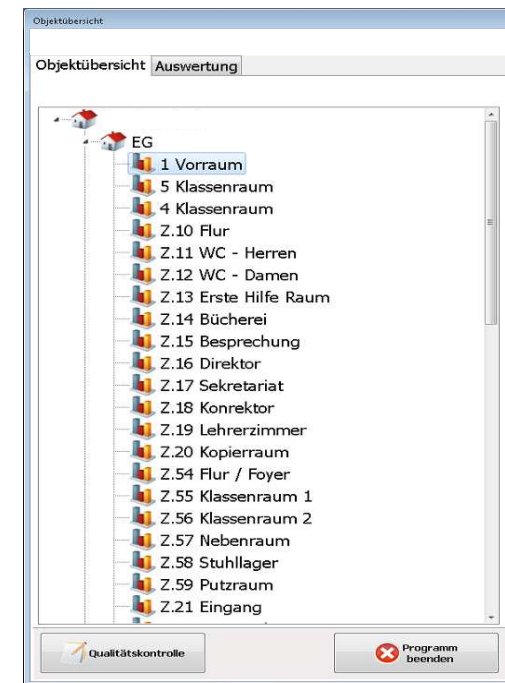 Objektübersicht
Objektübersicht Auswertung
EG
1 Vorraum
5 Klassenraum
4 Klassenraum
Z.10 Flur
Z.11 WC - Herren
Z.12 WC - Damen
Z.13 Erste Hilfe Raum
Z.14 Bücherei
Z.15 Besprechung
Z.16 Direktor
Z.17 Sekretariat
Z.18 Konrektor
Z.19 Lehrerzimmer
Z.20 Kopierraum
Z.54 Flur / Foyer
Z.55 Klassenraum 1
Z.56 Klassenraum 2
Z.57 Nebenraum
Z.58 Stuhllager
Z.59 Putzraum
Z.21 Eingang
Qualitätskontrolle
Programm
beenden